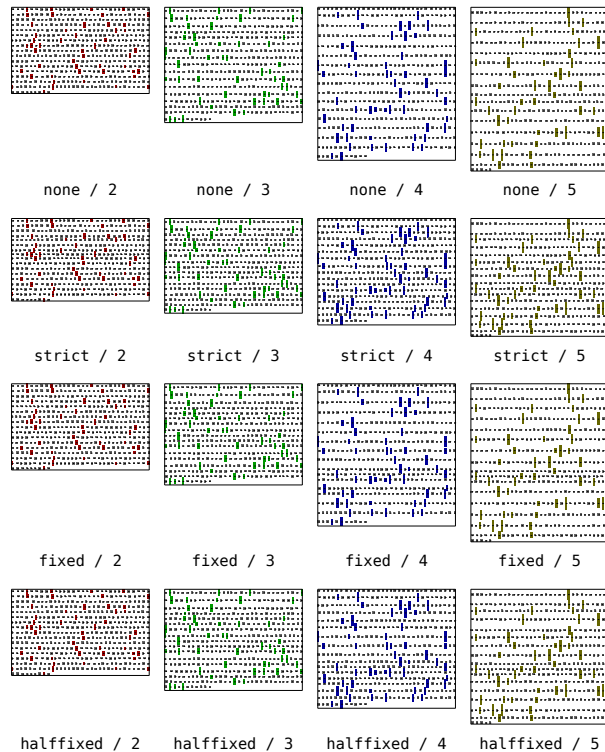 none / 2 none / 3 none / 4 none / 5
strict / 2 strict / 3 strict / 4 strict / 5
fixed / 2 fixed / 3 fixed / 4 fixed / 5
halffixed / 2 halffixed / 3 halffixed / 4 halffixed / 5